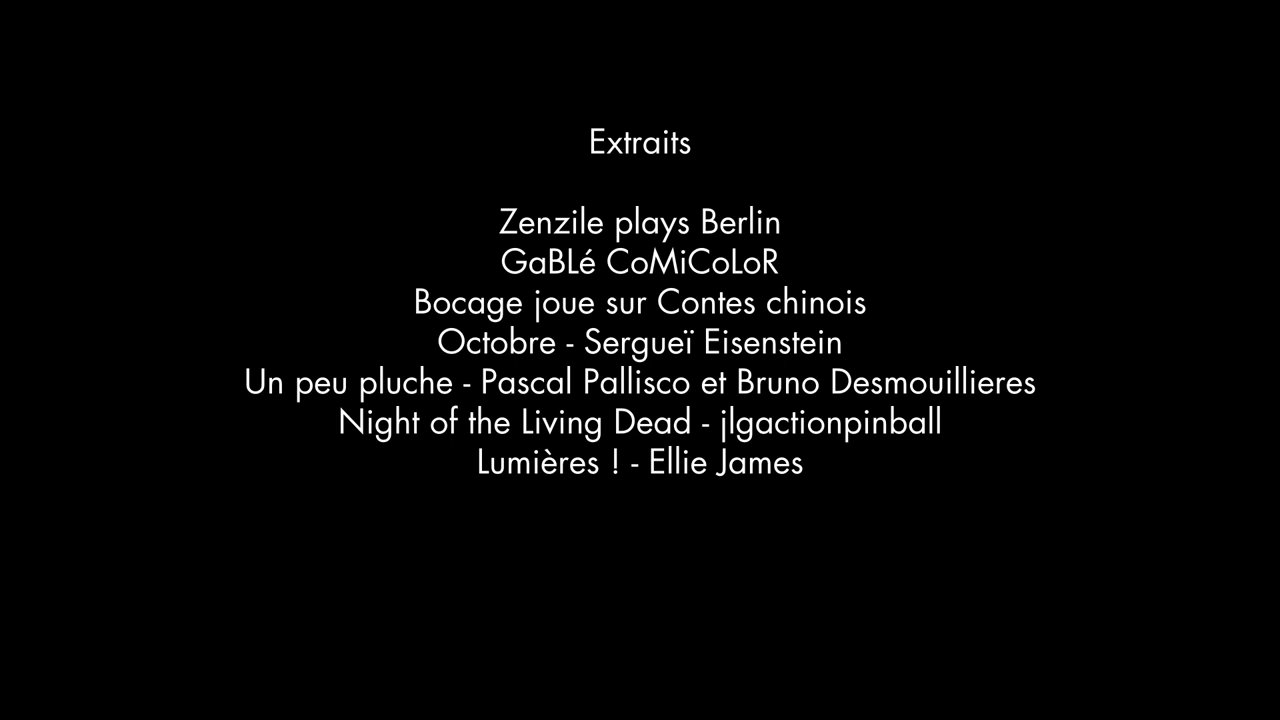 Extraits
Zenzile plays Berlin
GaBLé CoMiCoLoR
Bocage joue sur Contes chinois
Octobre - Sergueï Eisenstein
Un peu pluche - Pascal Pallisco et Bruno Desmouillieres
Night of the Living Dead - jlgactionpinball
Lumières ! - Ellie James